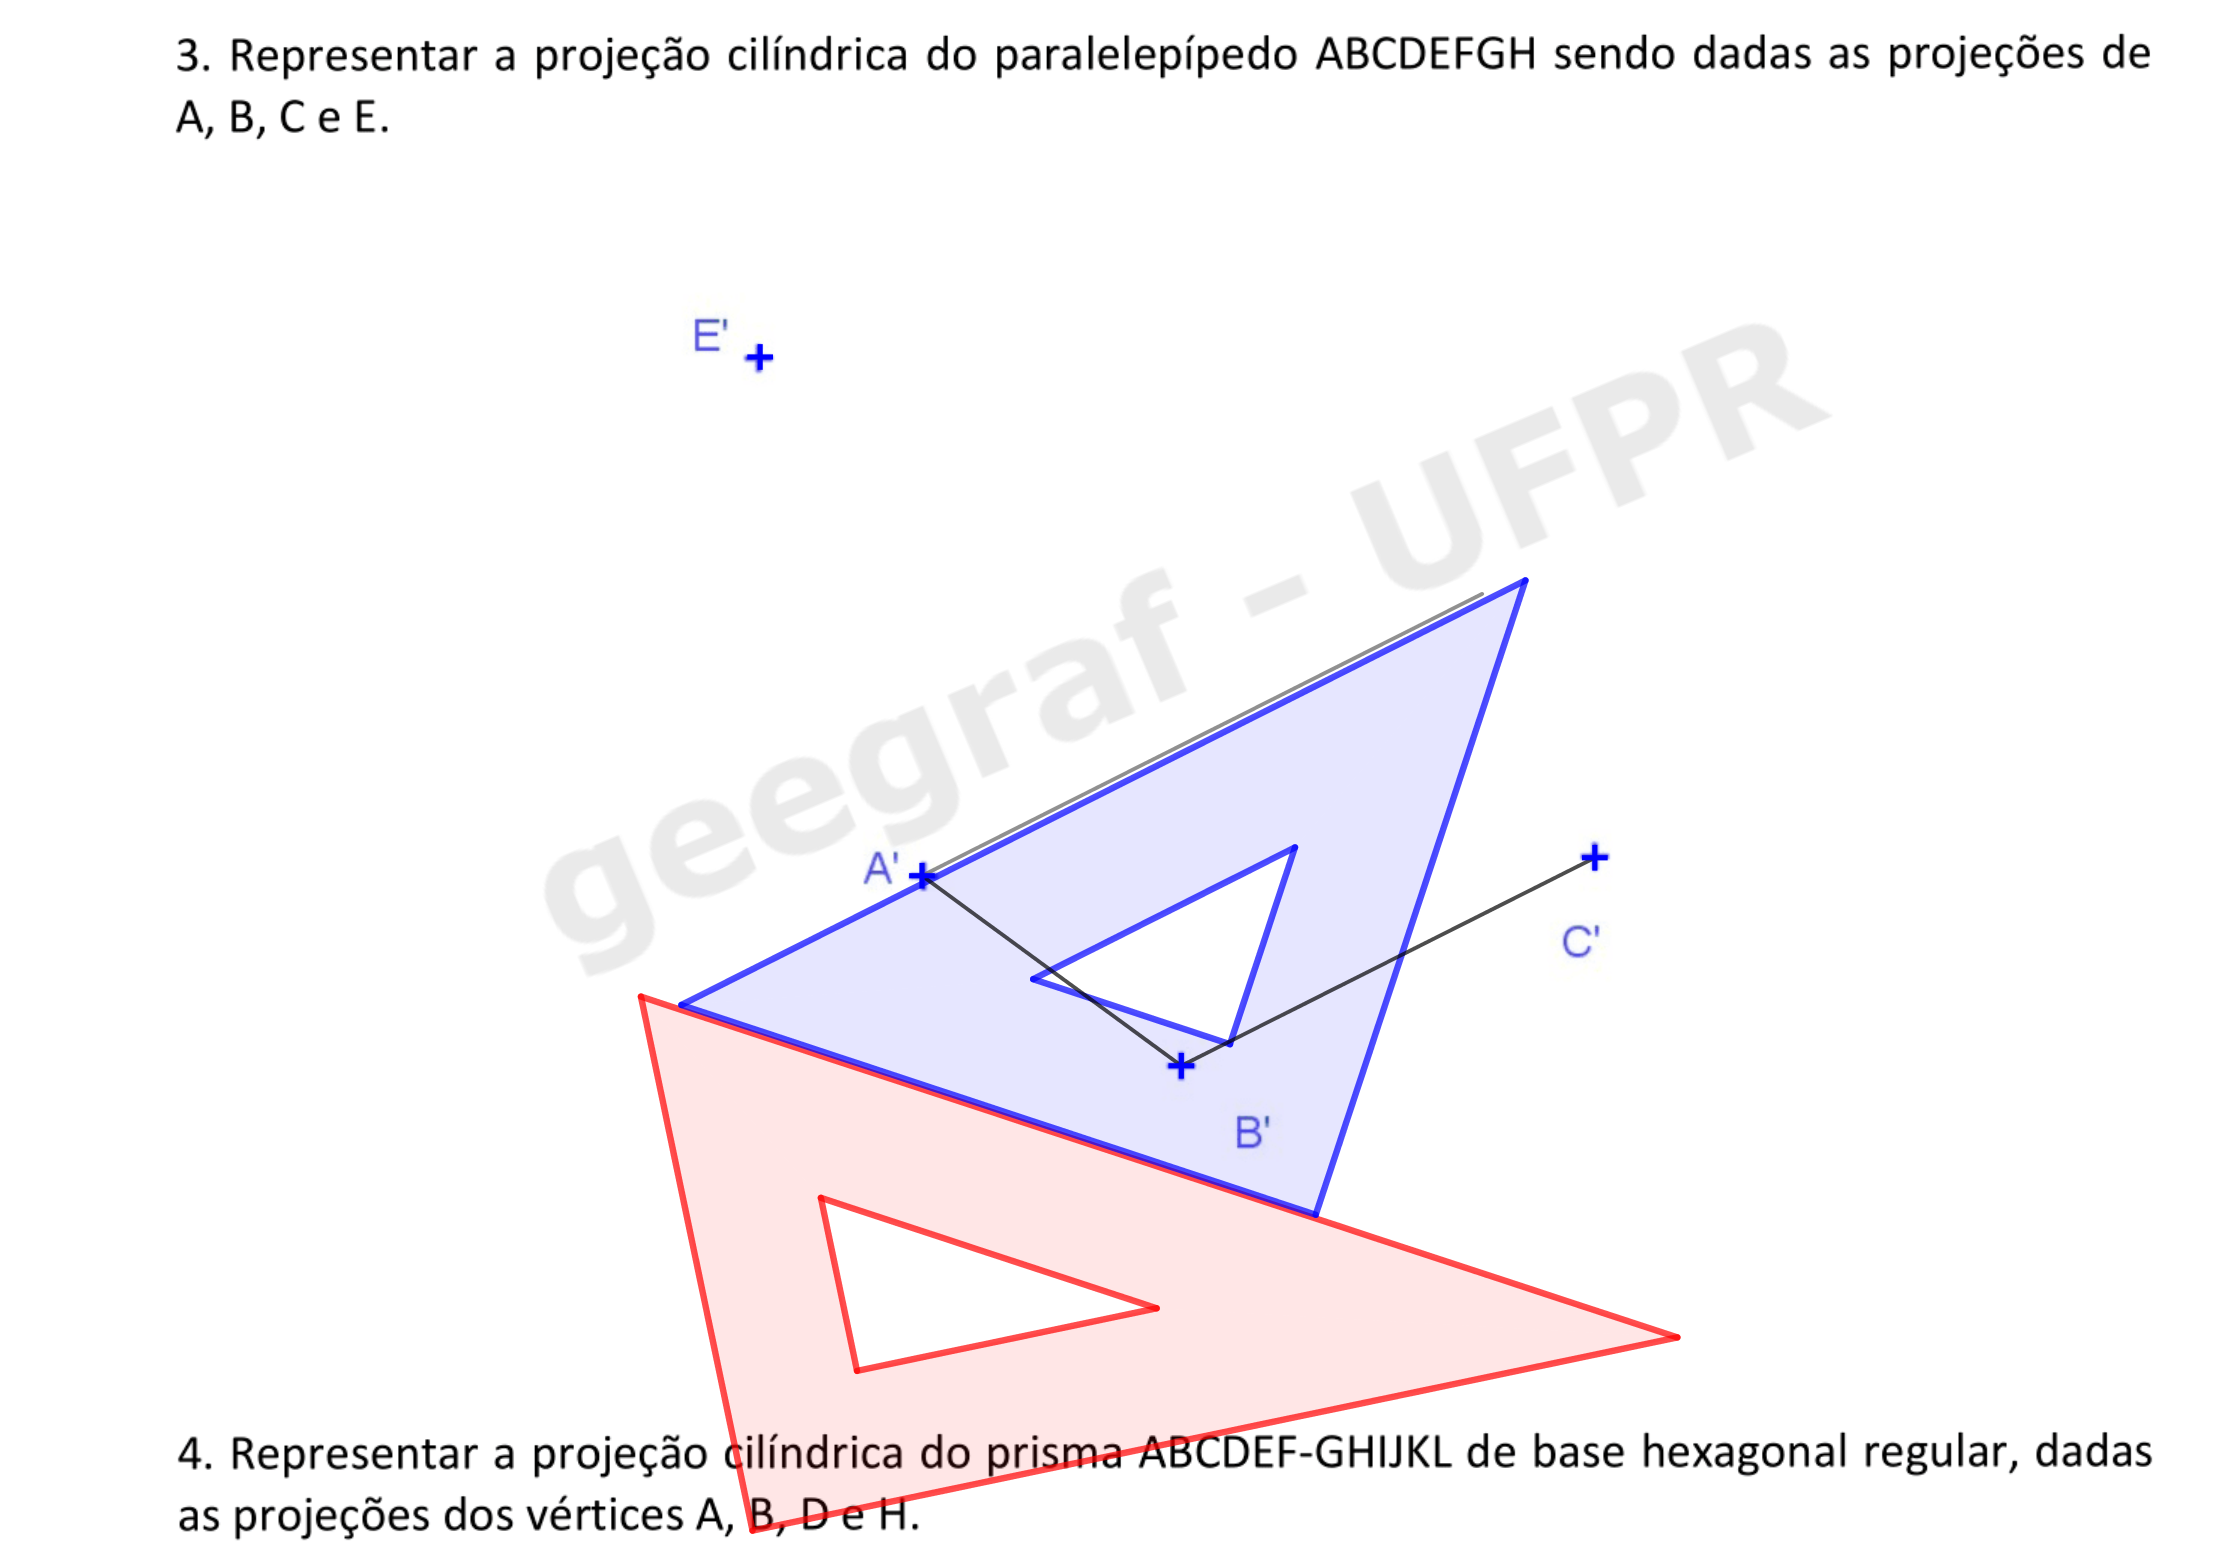 3. Representar a projeção cilíndrica do paralelepípedo ABCDEFGH sendo dadas as projeções de
A, B, C e E.
E'
geegraf - UFPR
A'
C'
B'
4. Representar a projeção cilíndrica do prisma ABCDEF-GHIJKL de base hexagonal regular, dadas
as projeções dos vértices A, B, D e H.